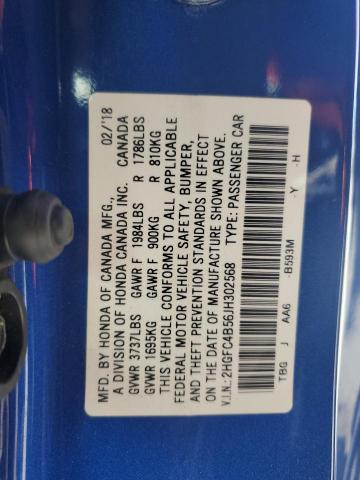 MFD. BY HONDA OF CANADA MFG., 02/'18
A DIVISION OF HONDA CANADA INC. CANADA
GVWR 3737LBS GAWR F 1984LBS R 1786LBS
GVWR 1695KG GAWR F 900KG R 810KG
THIS VEHICLE CONFORMS TO ALL APPLICABLE
FEDERAL MOTOR VEHICLE SAFETY, BUMPER,
AND THEFT PREVENTION STANDARDS IN EFFECT
ON THE DATE OF MANUFACTURE SHOWN ABOVE.
V.I.N.: 2HGFC4B56JH302568 TYPE: PASSENGER CAR
TBG J AA6 -B593M -Y -H